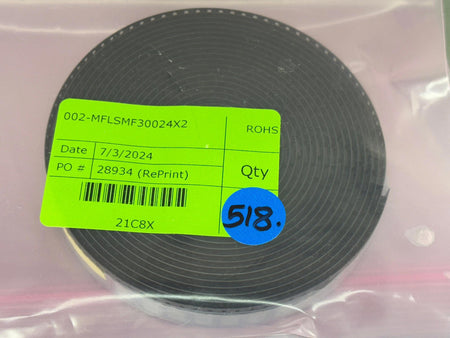 002-MFLSMF30024X2
ROHS
Date 7/3/2024
PO # 28934 (RePrint)
Qty
518.
21C8X